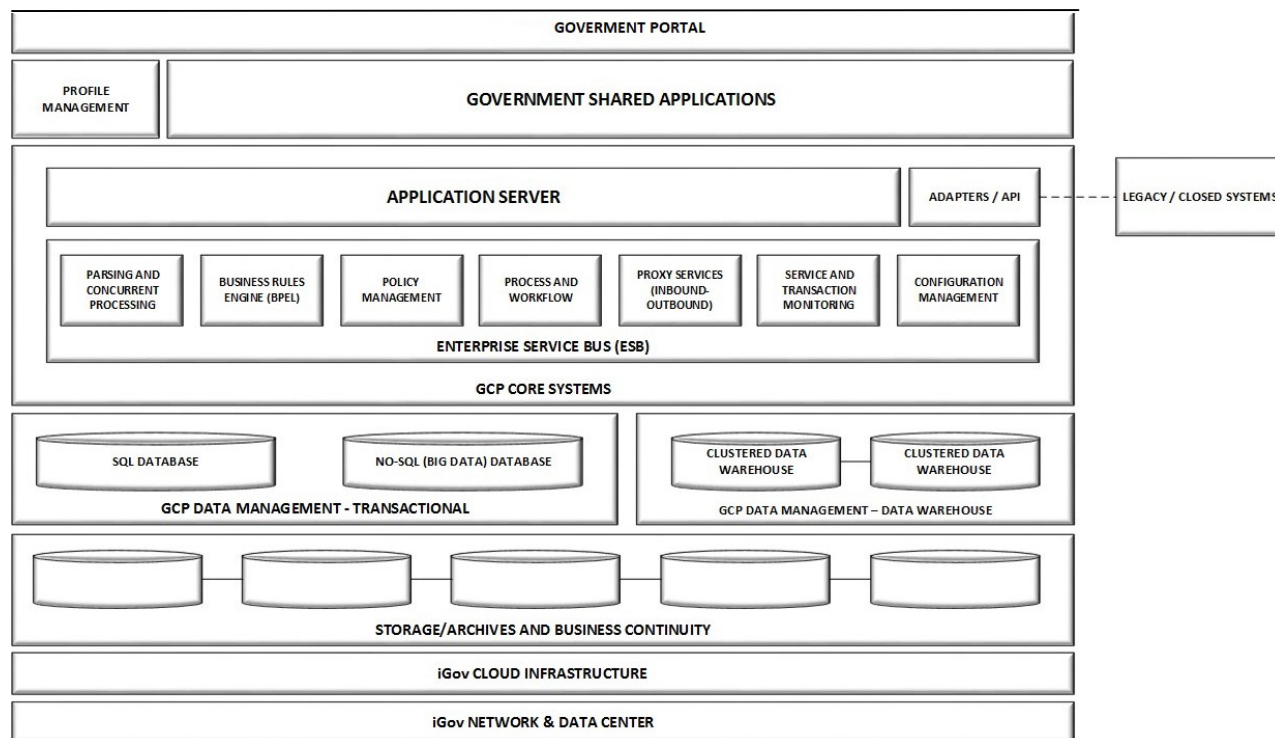 GOVERMENT PORTAL
PROFILE
MANAGEMENT
GOVERNMENT SHARED APPLICATIONS
APPLICATION SERVER
ADAPTERS / API
LEGACY / CLOSED SYSTEMS
PARSING AND
CONCURRENT
PROCESSING
BUSINESS RULES
ENGINE (BPEL)
POLICY
MANAGEMENT
PROCESS AND
WORKFLOW
PROXY SERVICES
(INBOUND-
OUTBOUND)
SERVICE AND
TRANSACTION
MONITORING
CONFIGURATION
MANAGEMENT
ENTERPRISE SERVICE BUS (ESB)
GCP CORE SYSTEMS
SQL DATABASE
NO-SQL (BIG DATA) DATABASE
GCP DATA MANAGEMENT - TRANSACTIONAL
CLUSTERED DATA
WAREHOUSE
CLUSTERED DATA
WAREHOUSE
GCP DATA MANAGEMENT – DATA WAREHOUSE
STORAGE/ARCHIVES AND BUSINESS CONTINUITY
iGov CLOUD INFRASTRUCTURE
iGov NETWORK & DATA CENTER